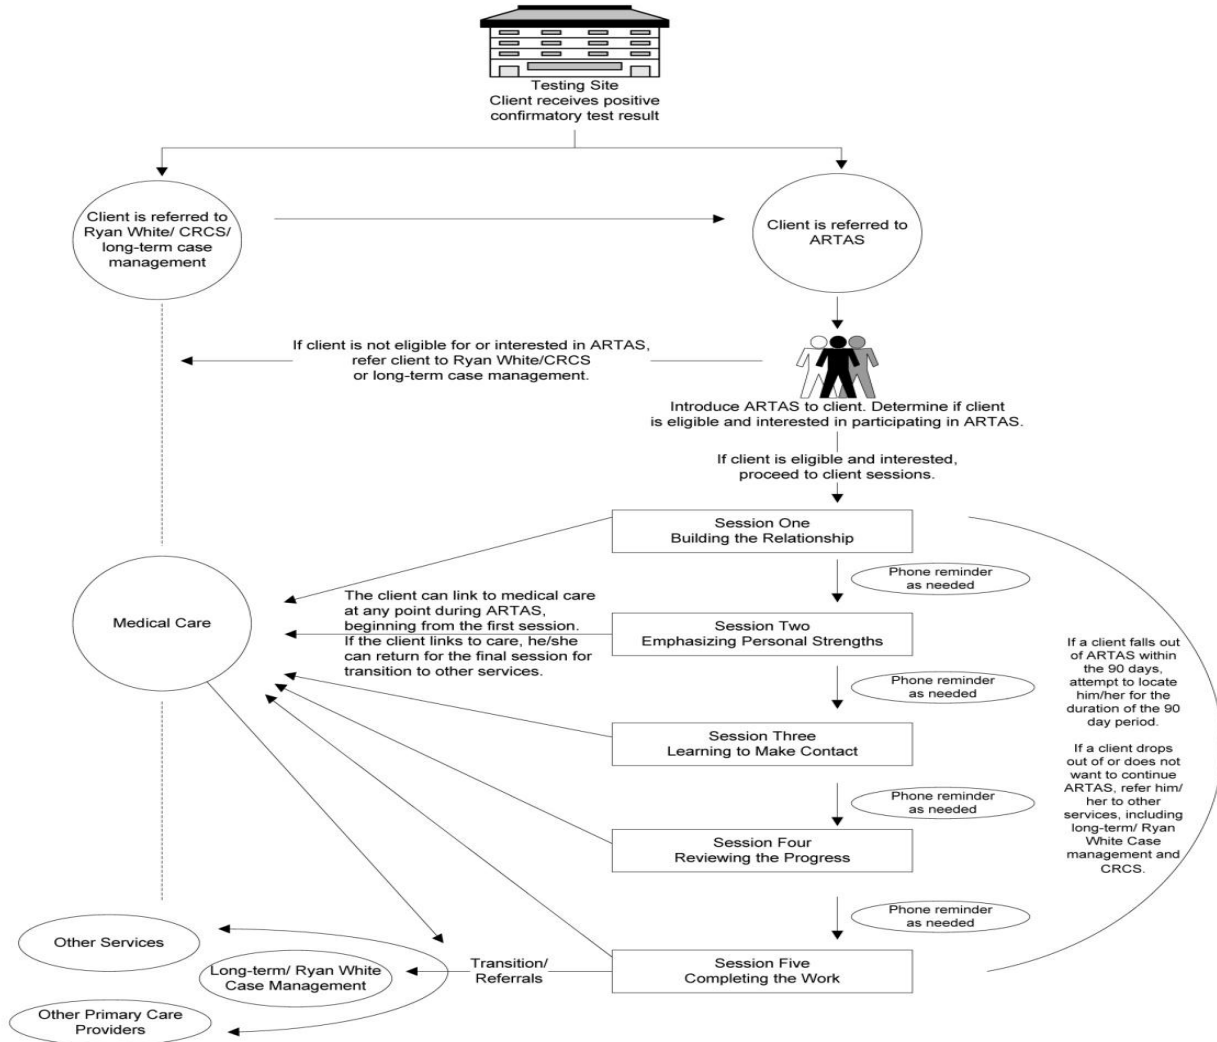 Testing Site
Client receives positive
confirmatory test result
Client is referred to
Ryan White/ CRCS/
long-term case
management
Client is referred to
ARTAS
If client is not eligible for or interested in ARTAS,
refer client to Ryan White/CRCS
or long-term case management.
Introduce ARTAS to client. Determine if client
is eligible and interested in participating in ARTAS.
If client is eligible and interested,
proceed to client sessions.
Session One
Building the Relationship
Phone reminder
as needed
Medical Care
The client can link to medical care
at any point during ARTAS,
beginning from the first session.
If the client links to care, he/she
can return for the final session for
transition to other services.
Session Two
Emphasizing Personal Strengths
Phone reminder
as needed
If a client falls out
of ARTAS within
the 90 days,
attempt to locate
him/her for the
duration of the 90
day period.
If a client drops
out of or does not
want to continue
ARTAS, refer him/
her to other
services, including
long-term/ Ryan
White Case
management and
CRCS.
Session Three
Learning to Make Contact
Phone reminder
as needed
Session Four
Reviewing the Progress
Phone reminder
as needed
Session Five
Completing the Work
Transition/
Referrals
Other Services
Long-term/ Ryan White
Case Management
Other Primary Care
Providers